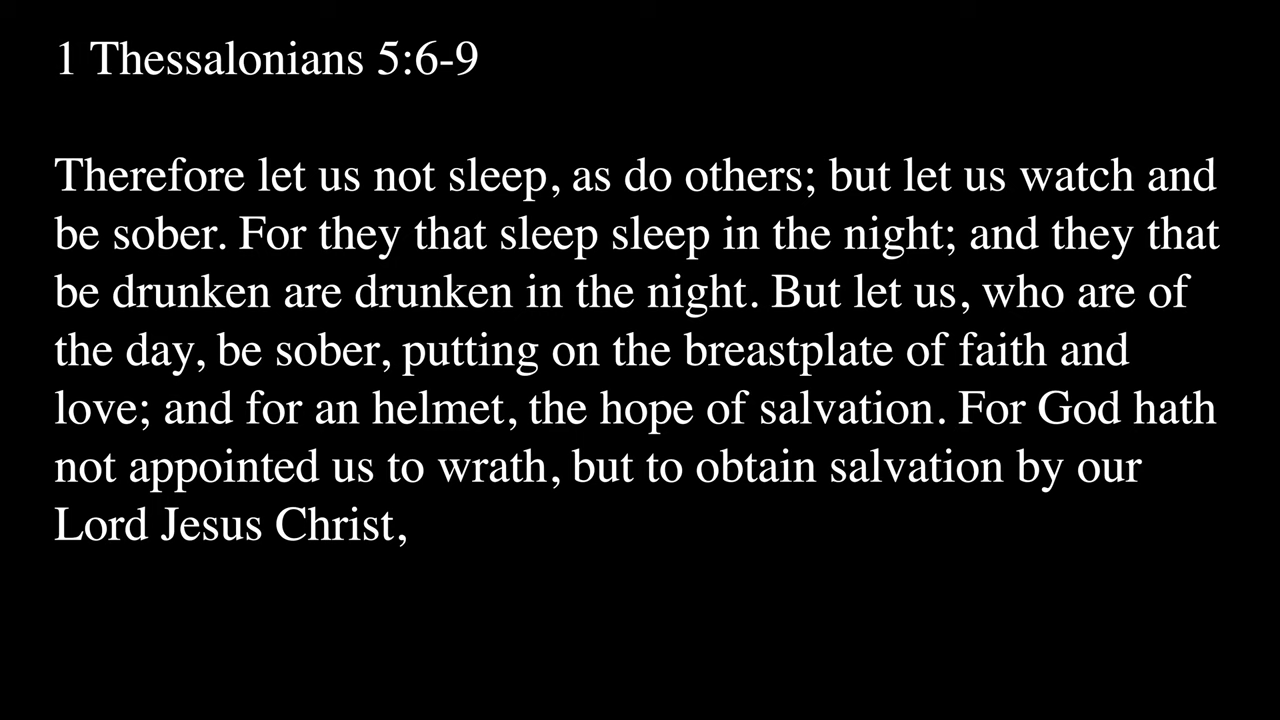 1 Thessalonians 5:6-9
Therefore let us not sleep, as do others; but let us watch and
be sober. For they that sleep sleep in the night; and they that
be drunken are drunken in the night. But let us, who are of
the day, be sober, putting on the breastplate of faith and
love; and for an helmet, the hope of salvation. For God hath
not appointed us to wrath, but to obtain salvation by our
Lord Jesus Christ,